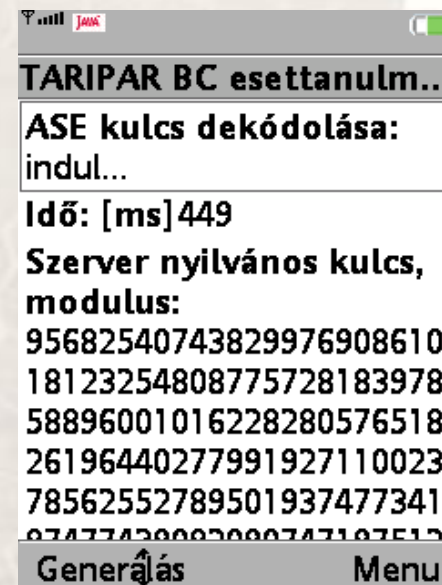 JAVA
TARIPAR BC esettanulm...
ASE kulcs dekódolása:
indul...
Idő: [ms]449
Szerver nyilvános kulcs,
modulus:
95682540743829976908610
18123254808775728183978
58896001016228280576518
26196440277991927110023
78562552789501937477341
Generálás
Menu